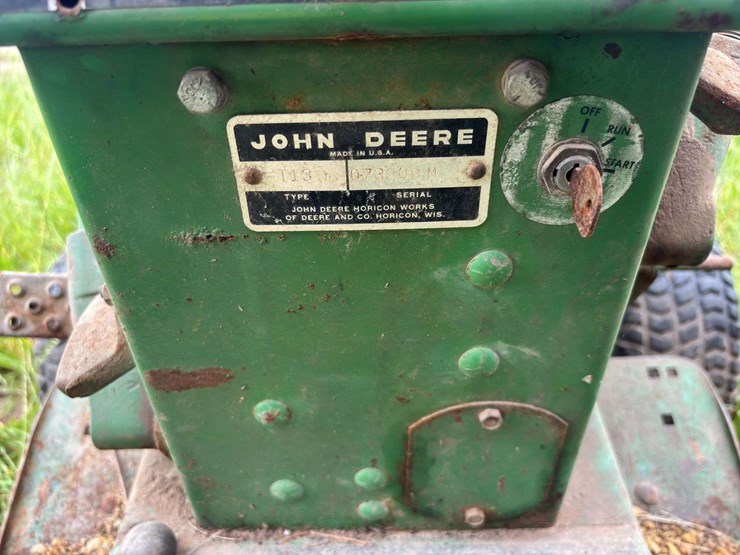 JOHN DEERE
MADE IN U.S.A.
TYPE SERIAL
JOHN DEERE HORICON WORKS
OF DEERE AND CO. HORICON, WIS.
OFF
RUN
START